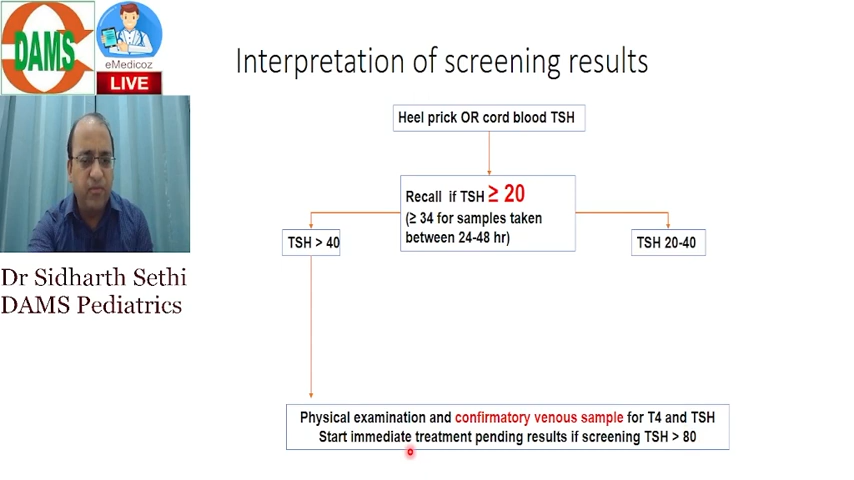 DAMS
eMedicoz
LIVE
Interpretation of screening results
Heel prick OR cord blood TSH
Recall if TSH ≥ 20
(≥ 34 for samples taken
between 24-48 hr)
TSH > 40
TSH 20-40
Dr Sidharth Sethi
DAMS Pediatrics
Physical examination and confirmatory venous sample for T4 and TSH
Start immediate treatment pending results if screening TSH > 80